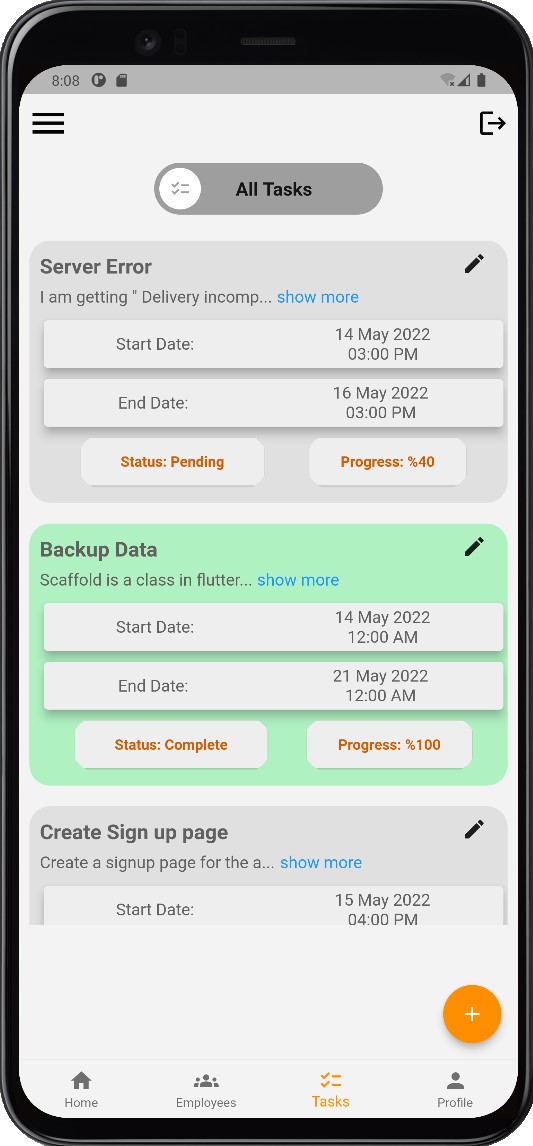 8:08
All Tasks
Server Error
I am getting " Delivery incomp... show more
Start Date:
14 May 2022
03:00 PM
End Date:
16 May 2022
03:00 PM
Status: Pending
Progress: %40
Backup Data
Scaffold is a class in flutter... show more
Start Date:
14 May 2022
12:00 AM
End Date:
21 May 2022
12:00 AM
Status: Complete
Progress: %100
Create Sign up page
Create a signup page for the a... show more
Start Date:
15 May 2022
04:00 PM
Home
Employees
Tasks
Profile